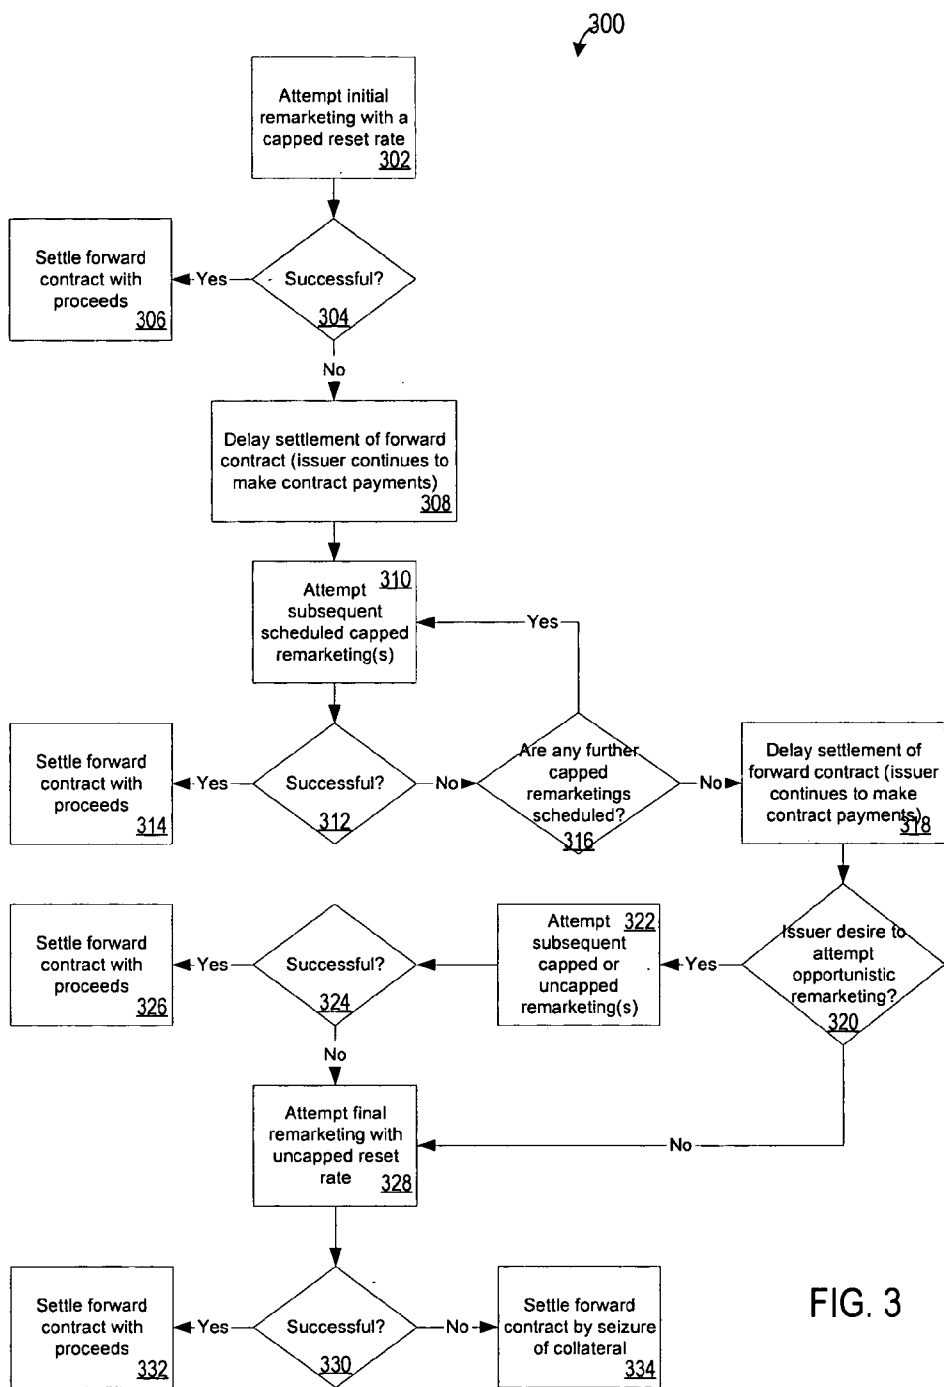 300
Attempt initial
remarketing with a
capped reset rate
302
Settle forward
contract with
proceeds
306
Yes
Successful?
304
No
Delay settlement of forward
contract (issuer continues to
make contract payments)
308
310
Attempt
subsequent
scheduled capped
remarketing(s)
Yes
Settle forward
contract with
proceeds
314
Yes
Successful?
312
No
Are any further
capped
remarketings
scheduled?
316
No
Delay settlement of
forward contract (issuer
continues to make
contract payments)
318
Settle forward
contract with
proceeds
326
Yes
Successful?
324
322
Attempt
subsequent
capped or
uncapped
remarketing(s)
Yes
Issuer desire to
attempt
opportunistic
remarketing?
320
No
Attempt final
remarketing with
uncapped reset
rate
328
No
Settle forward
contract with
proceeds
332
Yes
Successful?
330
No
Settle forward
contract by seizure
of collateral
334
FIG. 3